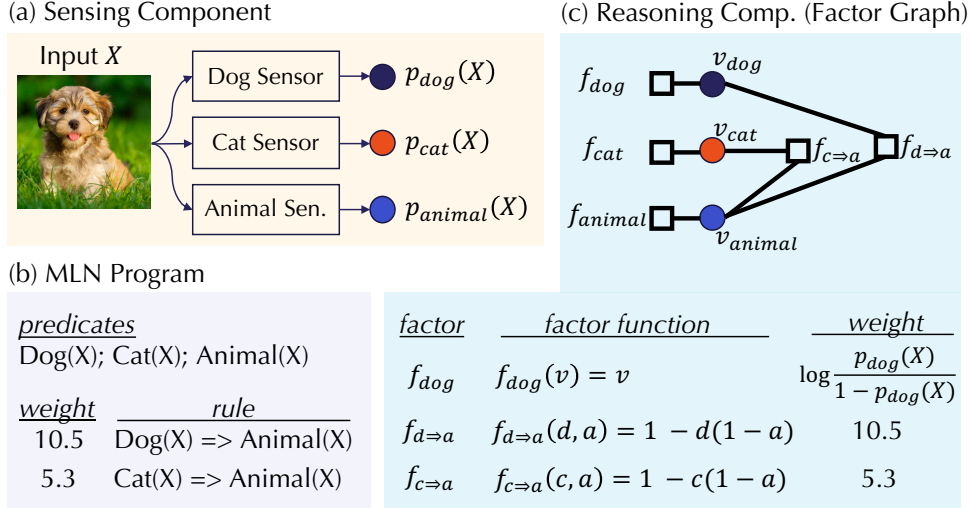 (a) Sensing Component
Input X
Dog Sensor
p_dog(X)
Cat Sensor
p_cat(X)
Animal Sen.
p_animal(X)
(c) Reasoning Comp. (Factor Graph)
f_dog
v_dog
f_cat
v_cat
f_c⇒a
f_d⇒a
f_animal
v_animal
(b) MLN Program
predicates
Dog(X); Cat(X); Animal(X)
weight rule
10.5 Dog(X) => Animal(X)
5.3 Cat(X) => Animal(X)
factor factor function weight
f_dog f_dog(v) = v log p_dog(X) / 1 − p_dog(X)
f_d⇒a f_d⇒a(d, a) = 1 − d(1 − a) 10.5
f_c⇒a f_c⇒a(c, a) = 1 − c(1 − a) 5.3